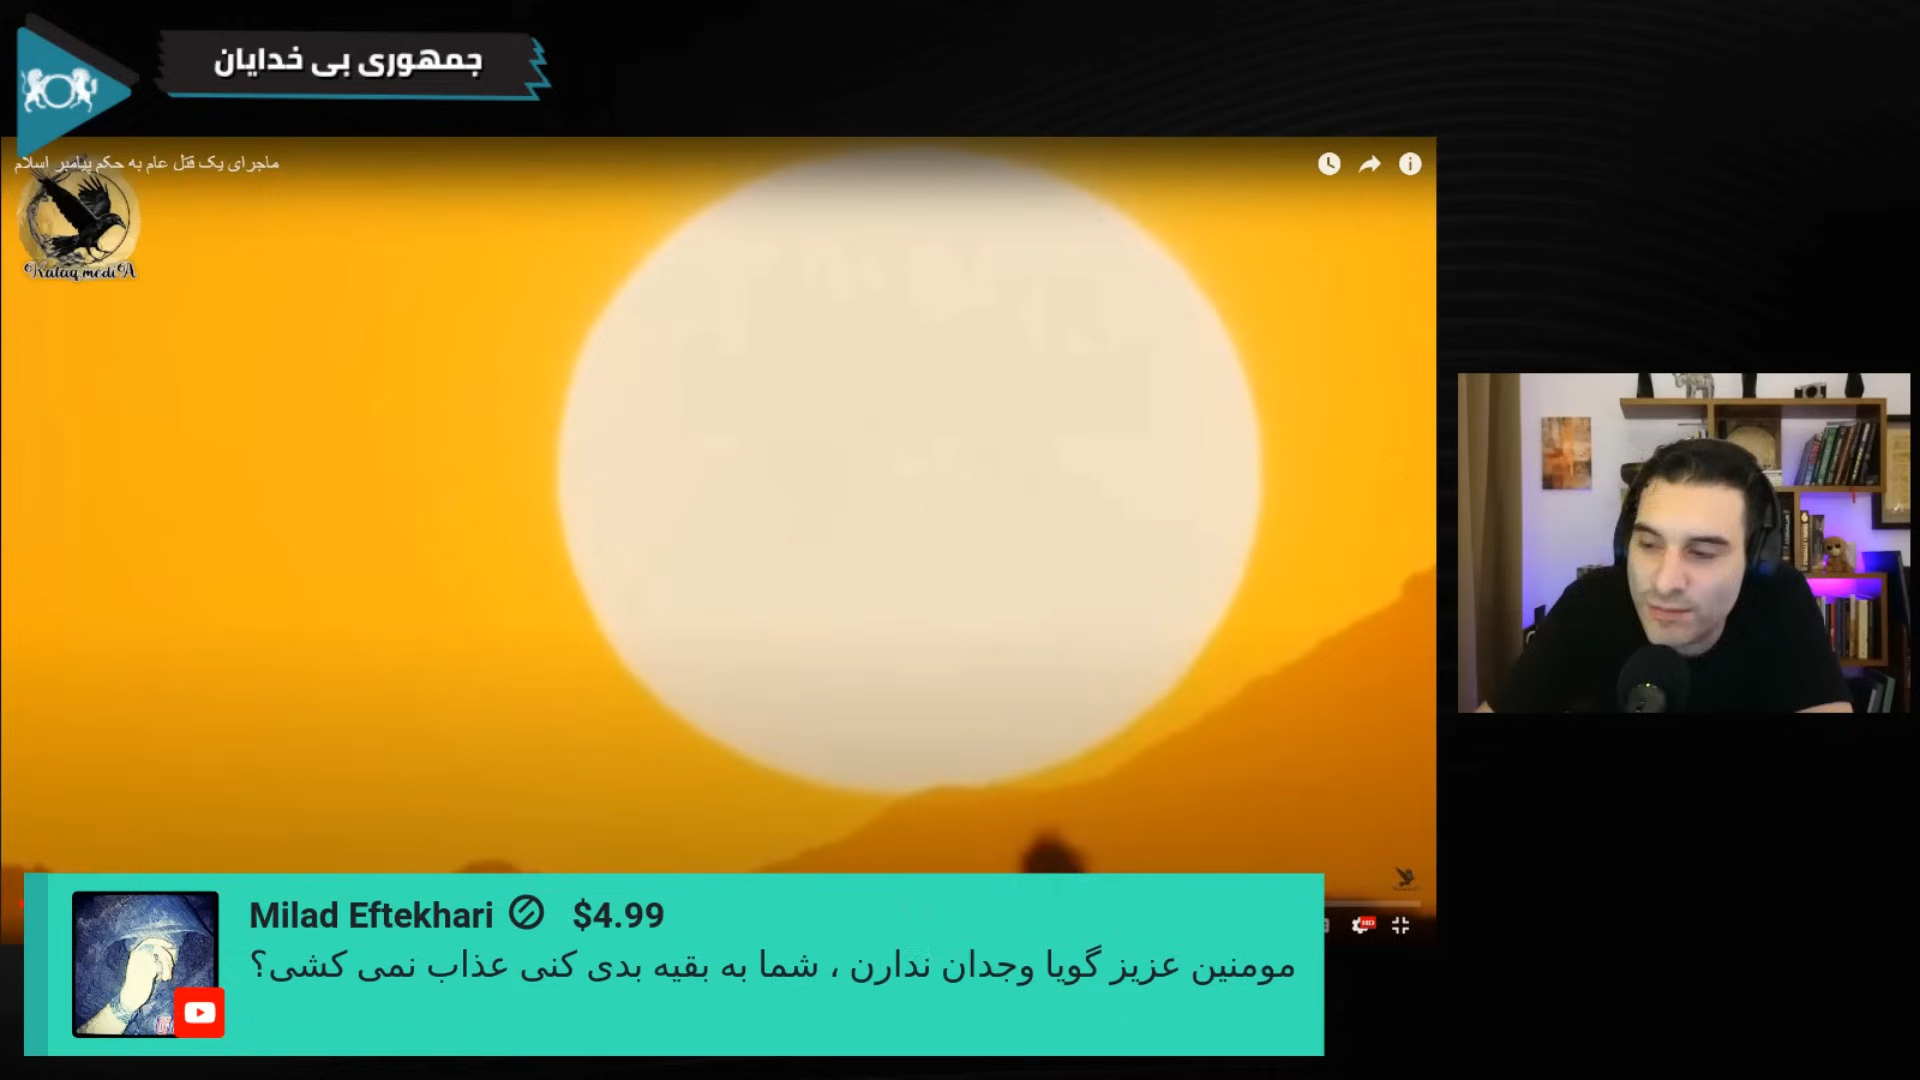 جمهوری بی خدایان
ماجرای یک قتل عام به حکم پیامبر اسلام
Kalaq mediA
HD
Milad Eftekhari $4.99
مومنین عزیز گویا وجدان ندارن ، شما به بقیه بدی کنی عذاب نمی کشی؟